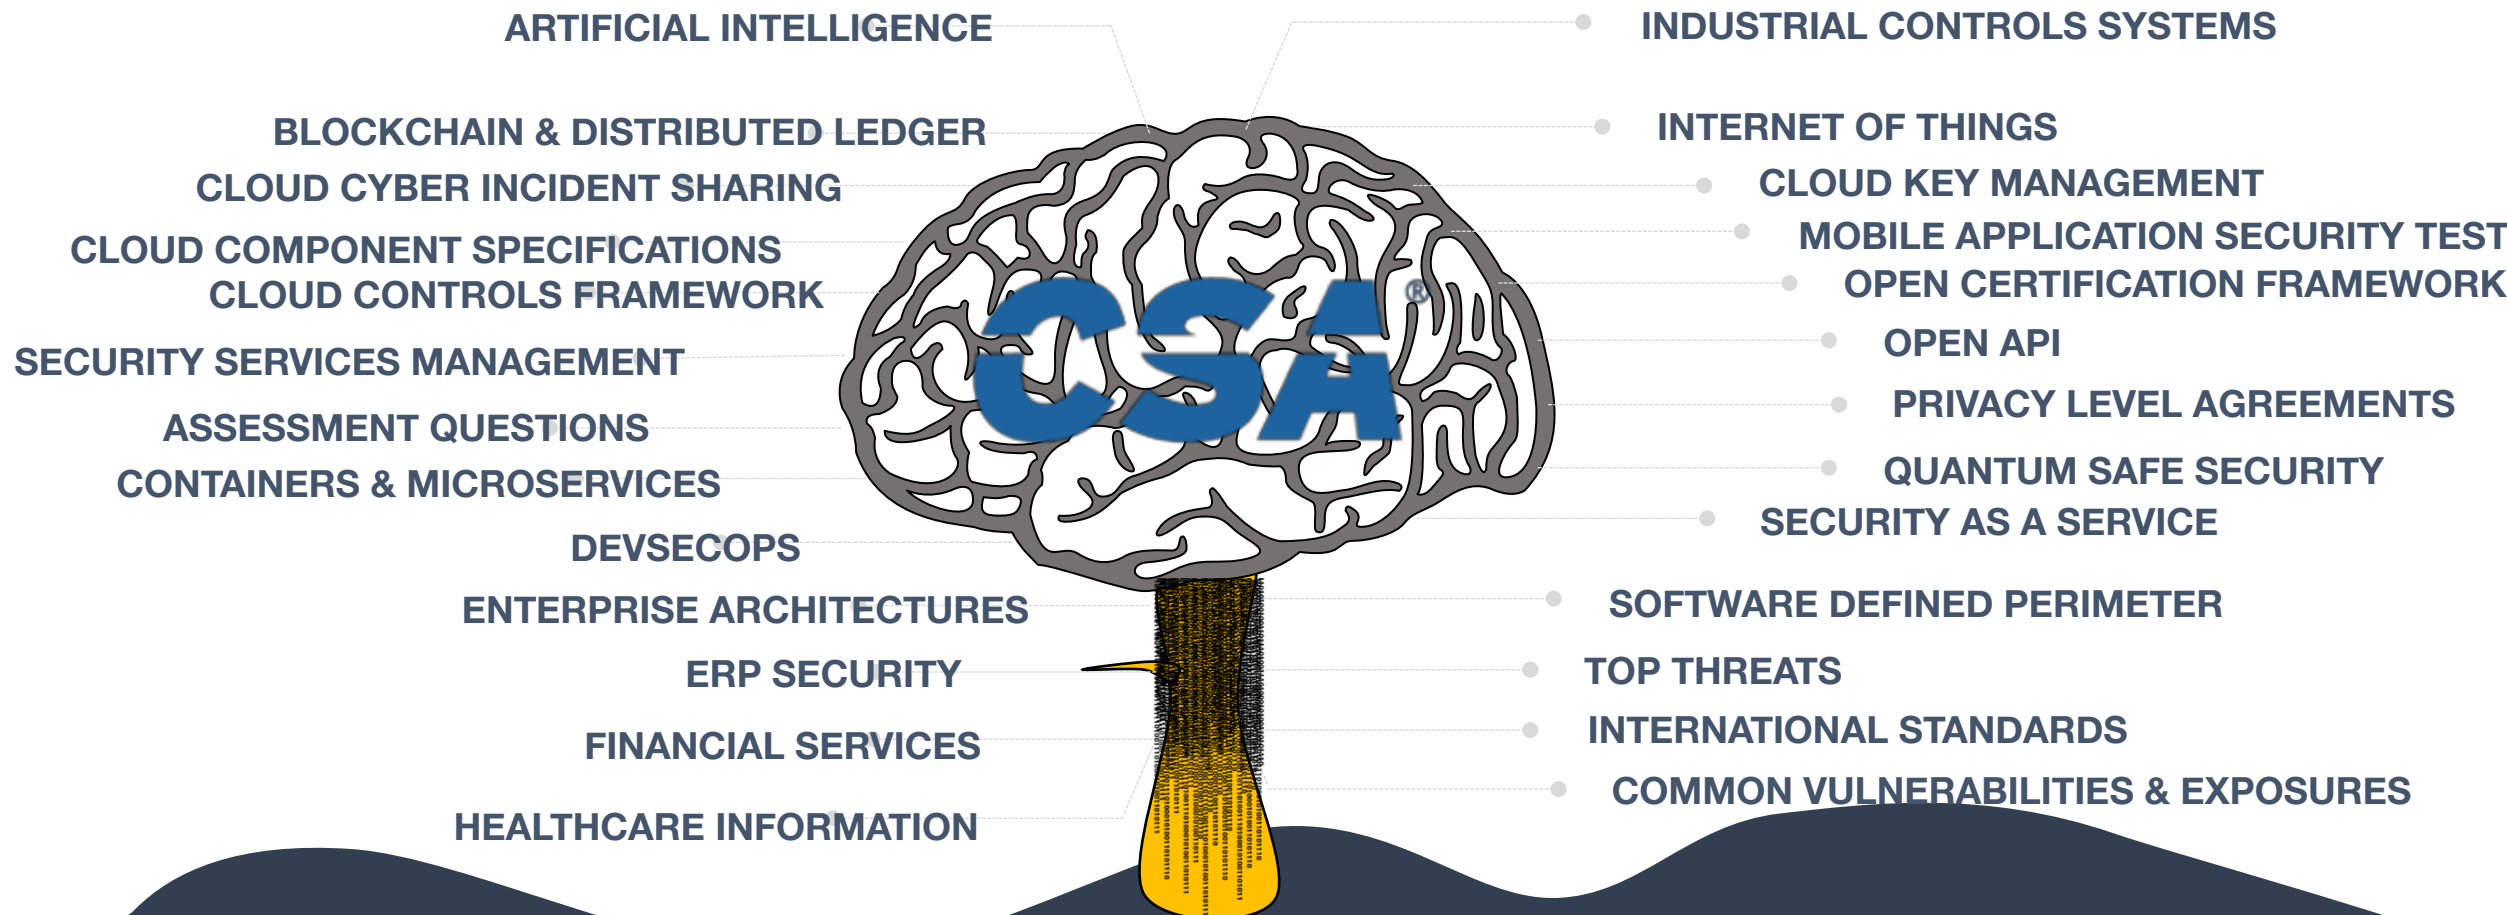 ARTIFICIAL INTELLIGENCE
BLOCKCHAIN & DISTRIBUTED LEDGER
CLOUD CYBER INCIDENT SHARING
CLOUD COMPONENT SPECIFICATIONS
CLOUD CONTROLS FRAMEWORK
SECURITY SERVICES MANAGEMENT
ASSESSMENT QUESTIONS
CONTAINERS & MICROSERVICES
DEVSECOPS
ENTERPRISE ARCHITECTURES
ERP SECURITY
FINANCIAL SERVICES
HEALTHCARE INFORMATION
CSA®
INDUSTRIAL CONTROLS SYSTEMS
INTERNET OF THINGS
CLOUD KEY MANAGEMENT
MOBILE APPLICATION SECURITY TEST
OPEN CERTIFICATION FRAMEWORK
OPEN API
PRIVACY LEVEL AGREEMENTS
QUANTUM SAFE SECURITY
SECURITY AS A SERVICE
SOFTWARE DEFINED PERIMETER
TOP THREATS
INTERNATIONAL STANDARDS
COMMON VULNERABILITIES & EXPOSURES